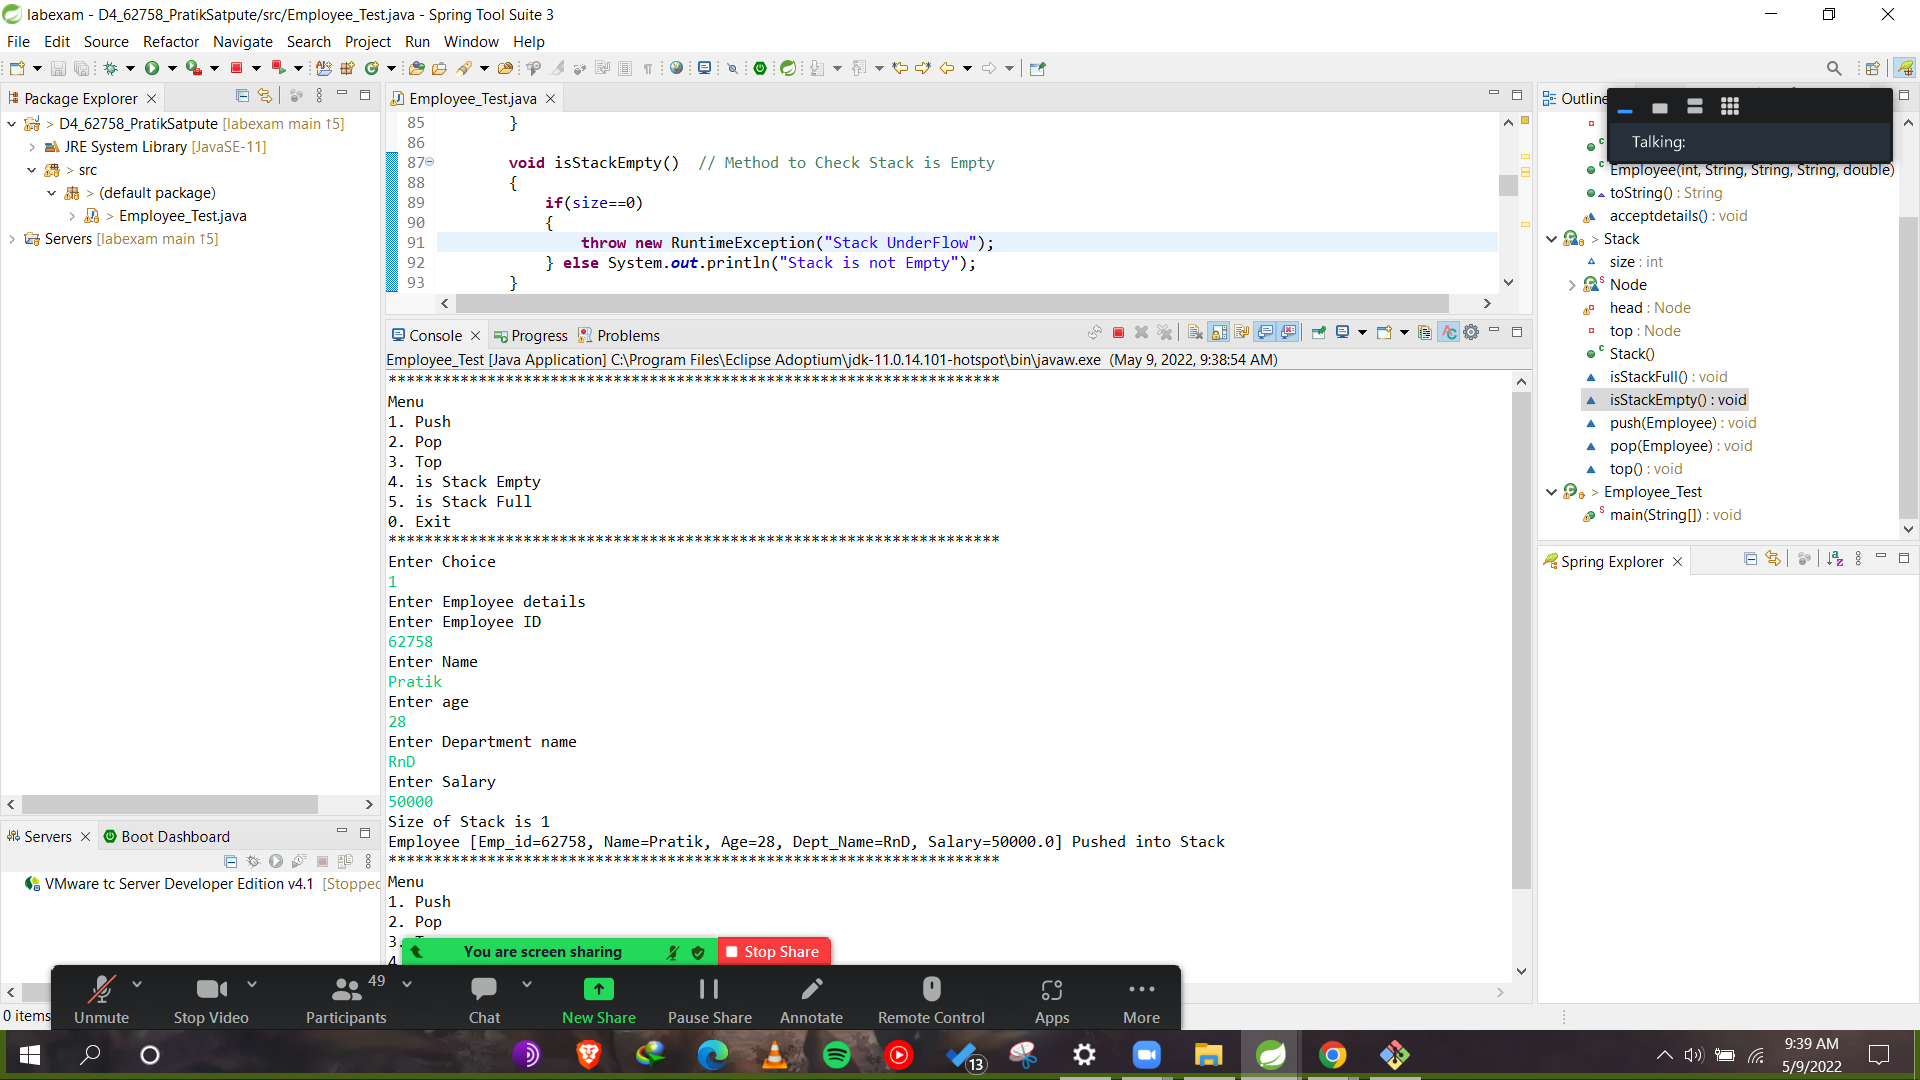 labexam - D4_62758_PratikSatpute/src/Employee_Test.java - Spring Tool Suite 3
File Edit Source Refactor Navigate Search Project Run Window Help
Package Explorer
> D4_62758_PratikSatpute [labexam main ↑5]
JRE System Library [JavaSE-11]
> src
> (default package)
> Employee_Test.java
Servers [labexam main ↑5]
Employee_Test.java
85 }
86
87 void isStackEmpty() // Method to Check Stack is Empty
88 {
89 if(size==0)
90 {
91 throw new RuntimeException("Stack UnderFlow");
92 } else System.out.println("Stack is not Empty");
93 }
Outline
Talking:
Employee(int, String, String, String, double)
toString() : String
acceptdetails() : void
> Stack
size : int
Node
head : Node
top : Node
Stack()
isStackFull() : void
isStackEmpty() : void
push(Employee) : void
pop(Employee) : void
top() : void
> Employee_Test
main(String[]) : void
Spring Explorer
Console Progress Problems
Employee_Test [Java Application] C:\Program Files\Eclipse Adoptium\jdk-11.0.14.101-hotspot\bin\javaw.exe (May 9, 2022, 9:38:54 AM)
********************************************************************
Menu
1. Push
2. Pop
3. Top
4. is Stack Empty
5. is Stack Full
0. Exit
********************************************************************
Enter Choice
1
Enter Employee details
Enter Employee ID
62758
Enter Name
Pratik
Enter age
28
Enter Department name
RnD
Enter Salary
50000
Size of Stack is 1
Employee [Emp_id=62758, Name=Pratik, Age=28, Dept_Name=RnD, Salary=50000.0] Pushed into Stack
********************************************************************
Menu
1. Push
2. Pop
3.
4
Servers Boot Dashboard
VMware tc Server Developer Edition v4.1 [Stopped
0 items
You are screen sharing Stop Share
49
Unmute Stop Video Participants Chat New Share Pause Share Annotate Remote Control Apps More
13
9:39 AM
5/9/2022